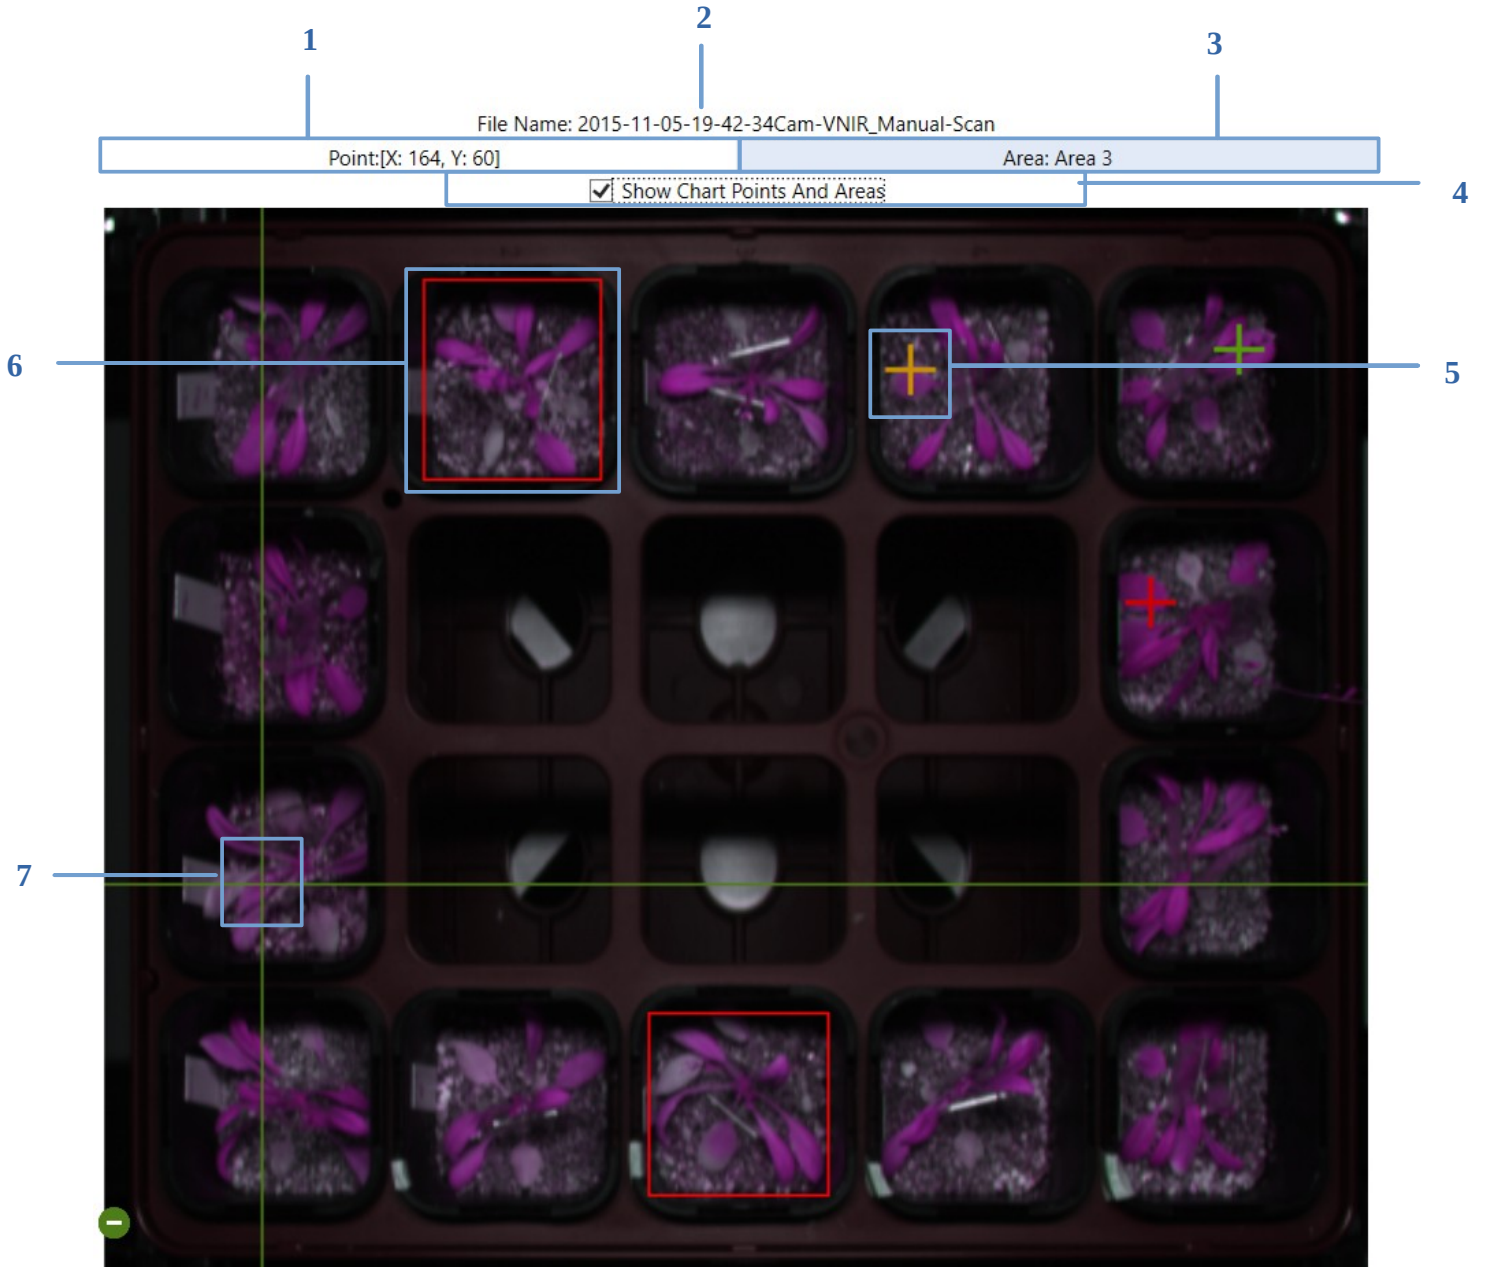 1
2
3
File Name: 2015-11-05-19-42-34Cam-VNIR_Manual-Scan
Point:[X: 164, Y: 60]
Area: Area 3
Show Chart Points And Areas
4
6
5
7